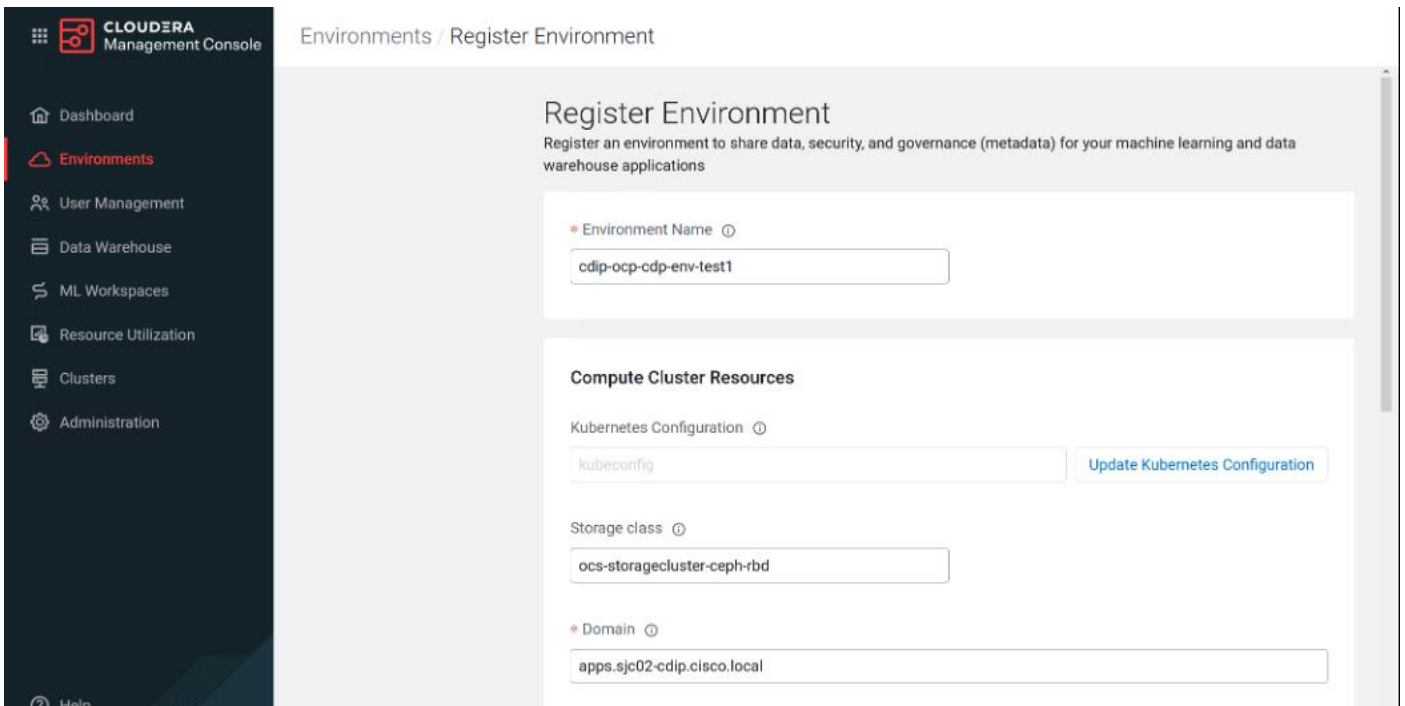 CLOUDERA
Management Console
Environments / Register Environment
Dashboard
Environments
User Management
Data Warehouse
ML Workspaces
Resource Utilization
Clusters
Administration
Help
Register Environment
Register an environment to share data, security, and governance (metadata) for your machine learning and data
warehouse applications
* Environment Name
cdip-ocp-cdp-env-test1
Compute Cluster Resources
Kubernetes Configuration
kubeconfig
Update Kubernetes Configuration
Storage class
ocs-storagecluster-ceph-rbd
* Domain
apps.sjc02-cdip.cisco.local